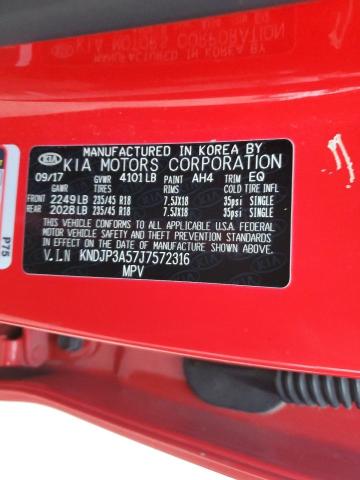 MANUFACTURED IN KOREA BY
KIA KIA MOTORS CORPORATION
09/17 GVWR 4101LB PAINT AH4 TRIM EQ
GAWR TIRES RIMS COLD TIRE INFL
FRONT 2249LB 235/45 R18 7.5JX18 35psi SINGLE
REAR 2028LB 235/45 R18 7.5JX18 35psi SINGLE
THIS VEHICLE CONFORMS TO ALL APPLICABLE U.S.A. FEDERAL
MOTOR VEHICLE SAFETY, BUMPER, AND THEFT PREVENTION
STANDARDS IN EFFECT ON THE DATE OF MANUFACTURE SHOWN ABOVE.
V.I.N KNDJP3A57J7572316
MPV
P75